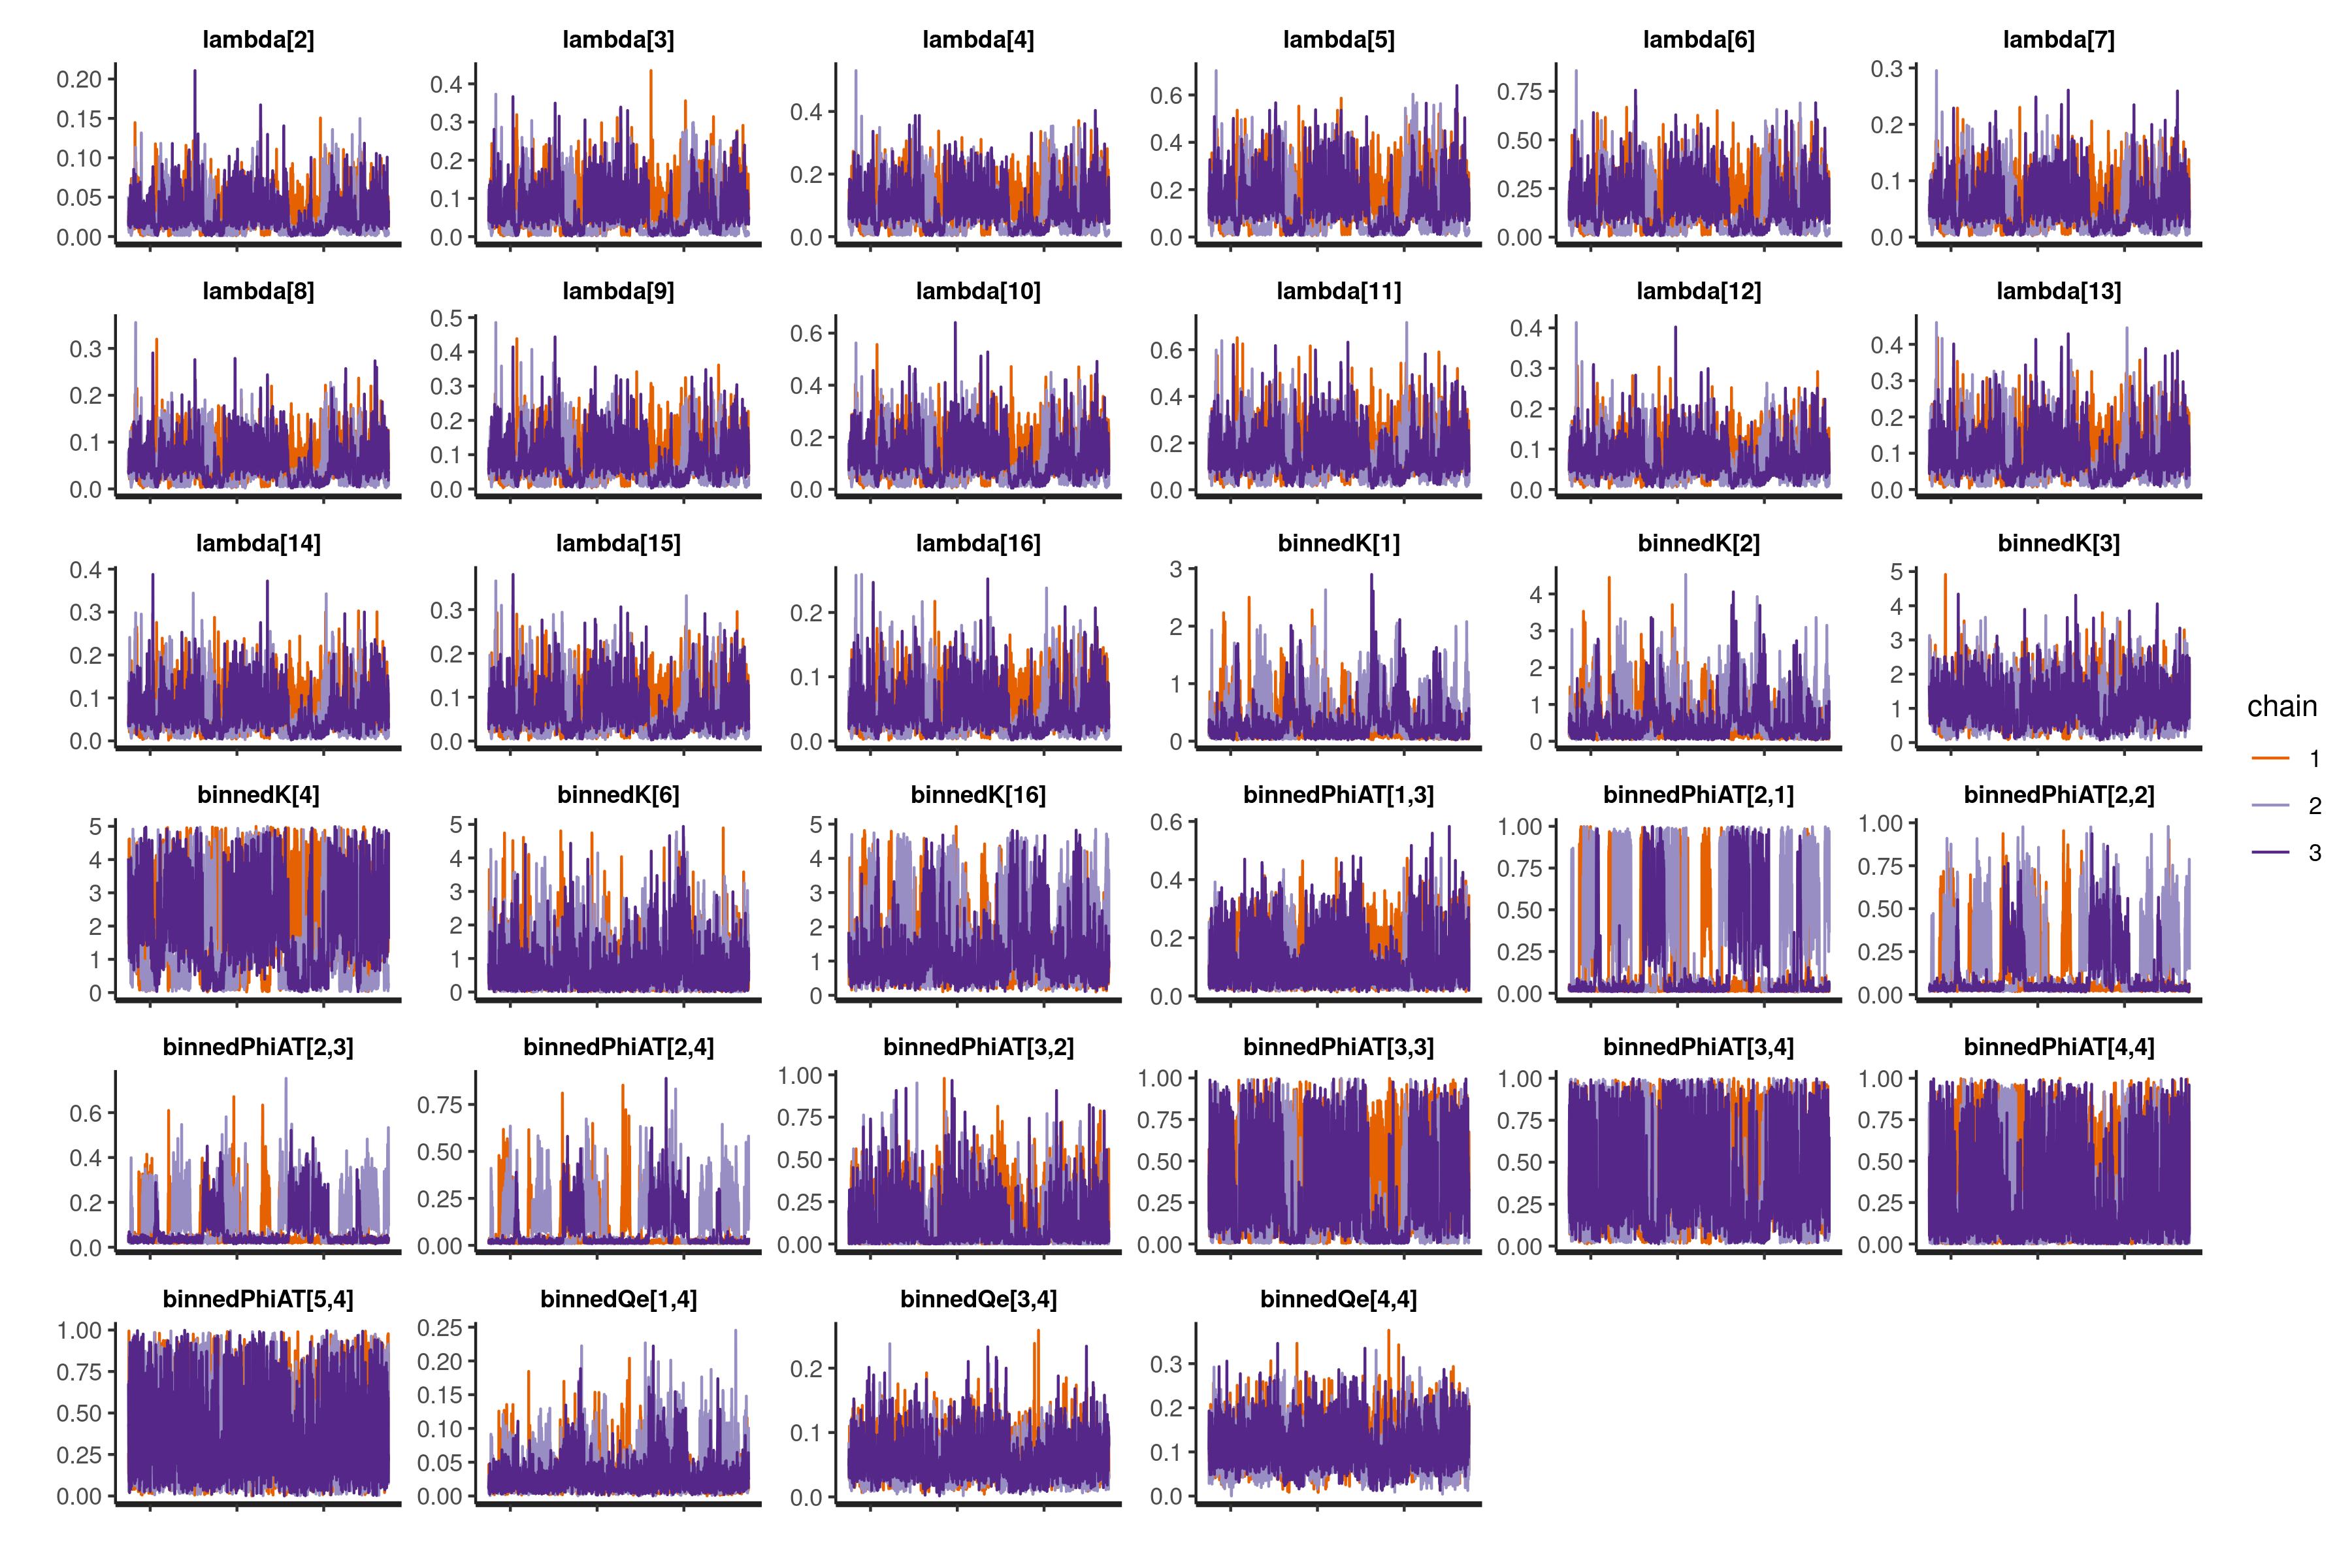 lambda[2] lambda[3] lambda[4] lambda[5] lambda[6] lambda[7]
0.20 0.15 0.10 0.05 0.00
0.4 0.3 0.2 0.1 0.0
0.4 0.2 0.0
0.6 0.4 0.2 0.0
0.75 0.50 0.25 0.00
0.3 0.2 0.1 0.0
lambda[8] lambda[9] lambda[10] lambda[11] lambda[12] lambda[13]
0.3 0.2 0.1 0.0
0.5 0.4 0.3 0.2 0.1 0.0
0.6 0.4 0.2 0.0
0.6 0.4 0.2 0.0
0.4 0.3 0.2 0.1 0.0
0.4 0.3 0.2 0.1 0.0
lambda[14] lambda[15] lambda[16] binnedK[1] binnedK[2] binnedK[3]
0.4 0.3 0.2 0.1 0.0
0.3 0.2 0.1 0.0
0.2 0.1 0.0
3 2 1 0
4 3 2 1 0
5 4 3 2 1 0
binnedK[4] binnedK[6] binnedK[16] binnedPhiAT[1,3] binnedPhiAT[2,1] binnedPhiAT[2,2]
5 4 3 2 1 0
5 4 3 2 1 0
5 4 3 2 1 0
0.6 0.4 0.2 0.0
1.00 0.75 0.50 0.25 0.00
1.00 0.75 0.50 0.25 0.00
binnedPhiAT[2,3] binnedPhiAT[2,4] binnedPhiAT[3,2] binnedPhiAT[3,3] binnedPhiAT[3,4] binnedPhiAT[4,4]
0.6 0.4 0.2 0.0
0.75 0.50 0.25 0.00
1.00 0.75 0.50 0.25 0.00
1.00 0.75 0.50 0.25 0.00
1.00 0.75 0.50 0.25 0.00
1.00 0.75 0.50 0.25 0.00
binnedPhiAT[5,4] binnedQe[1,4] binnedQe[3,4] binnedQe[4,4]
1.00 0.75 0.50 0.25 0.00
0.25 0.20 0.15 0.10 0.05 0.00
0.2 0.1 0.0
0.3 0.2 0.1 0.0
chain
1
2
3